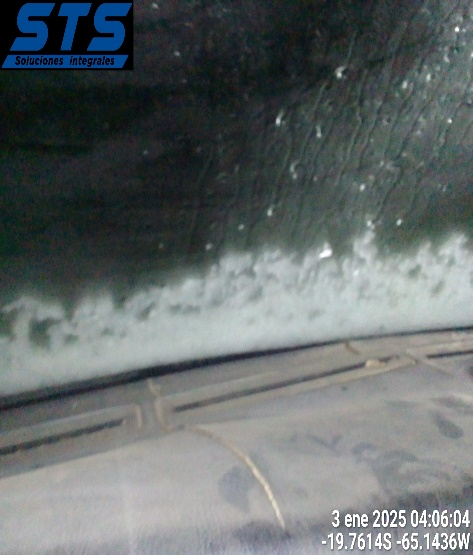 STS
Soluciones integrales
3 ene 2025 04:06:04
-19.7614S -65.1436W